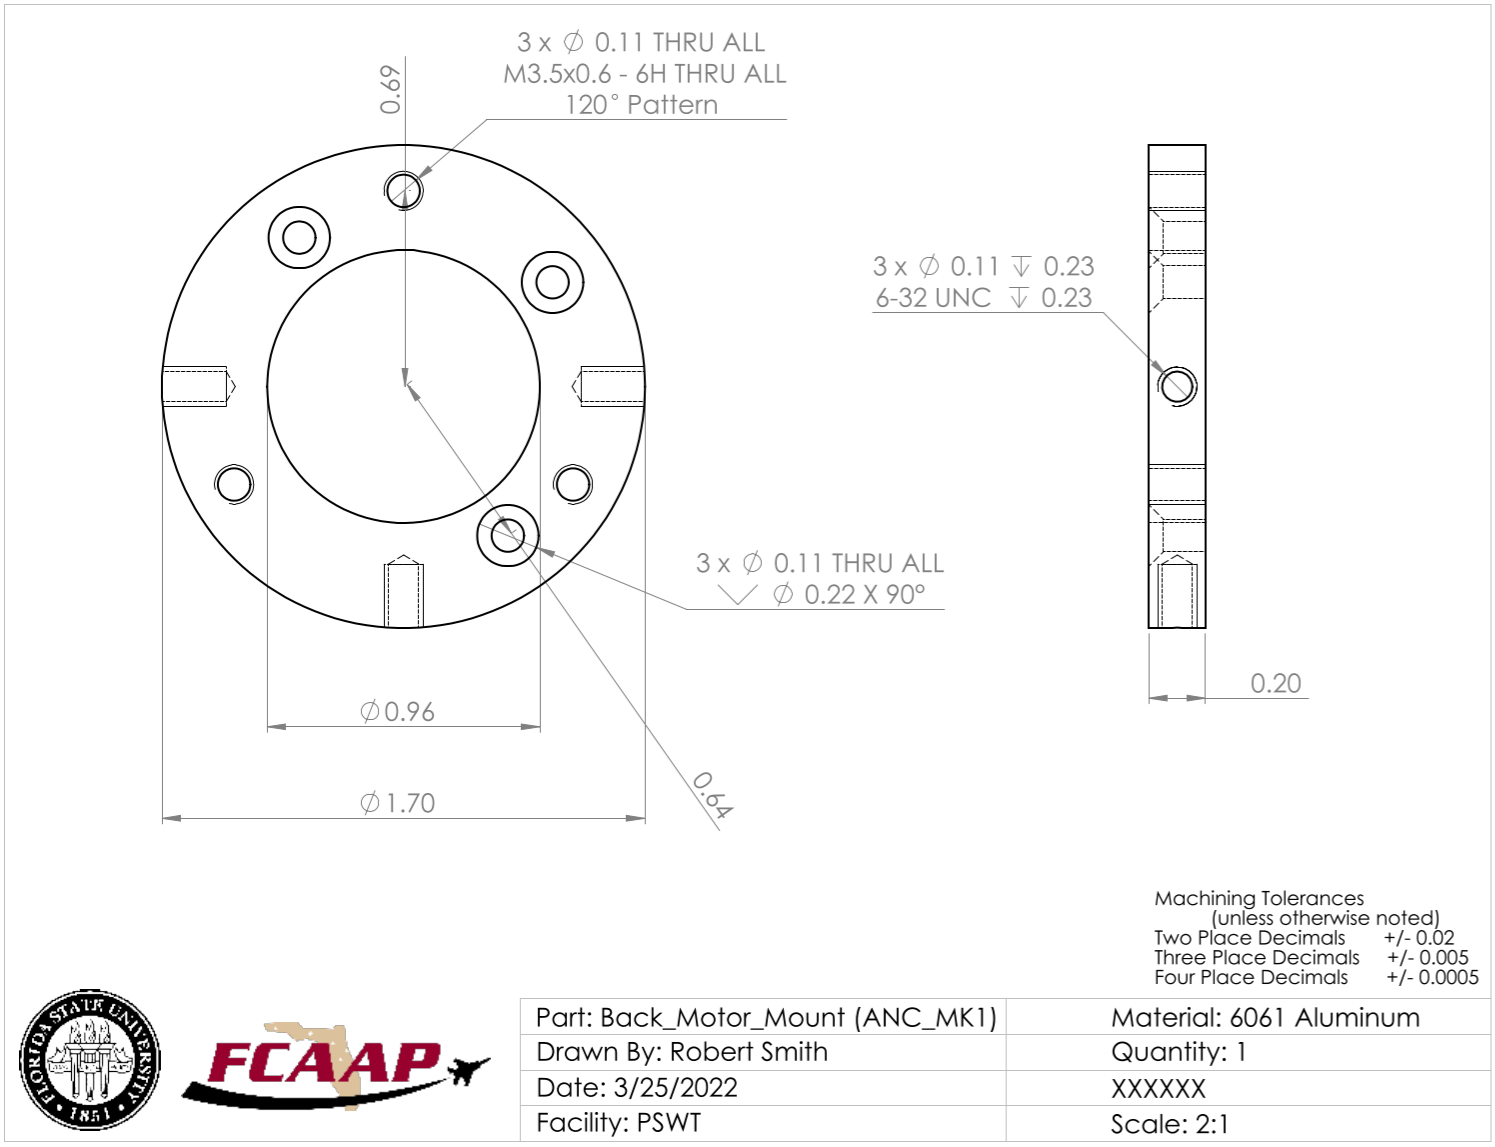 3 x ∅ 0.11 THRU ALL
M3.5x0.6 - 6H THRU ALL
120° Pattern
0.69
3 x ∅ 0.11 ↧ 0.23
6-32 UNC ↧ 0.23
3 x ∅ 0.11 THRU ALL
⌵ ∅ 0.22 X 90°
0.20
∅0.96
0.64
∅1.70
Machining Tolerances
(unless otherwise noted)
Two Place Decimals +/- 0.02
Three Place Decimals +/- 0.005
Four Place Decimals +/- 0.0005
FLORIDA STATE UNIVERSITY
1851
FCAAP
Part: Back_Motor_Mount (ANC_MK1)
Material: 6061 Aluminum
Drawn By: Robert Smith
Quantity: 1
Date: 3/25/2022
XXXXXX
Facility: PSWT
Scale: 2:1